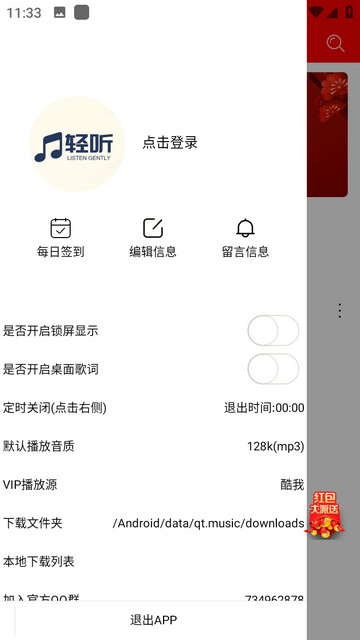 11:33
轻听
LISTEN GENTLY
点击登录
每日签到
编辑信息
留言信息
是否开启锁屏显示
是否开启桌面歌词
定时关闭(点击右侧) 退出时间:00:00
默认播放音质 128k(mp3)
VIP播放源 酷我
下载文件夹 /Android/data/qt.music/downloads
本地下载列表
加入官方QQ群 734962878
红包
大派送
退出APP